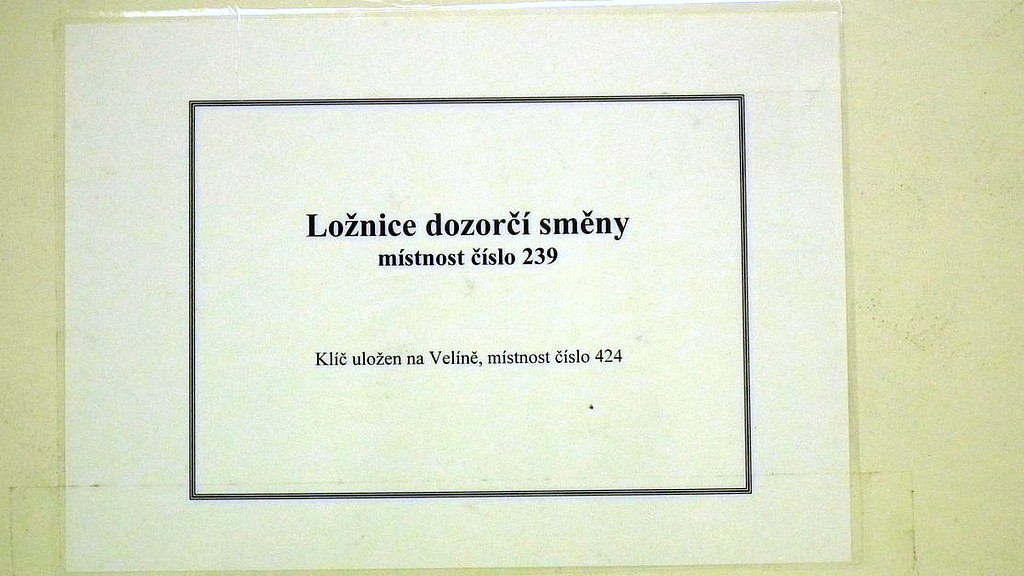 Ložnice dozorčí směny
místnost číslo 239
Klíč uložen na Velíně, místnost číslo 424